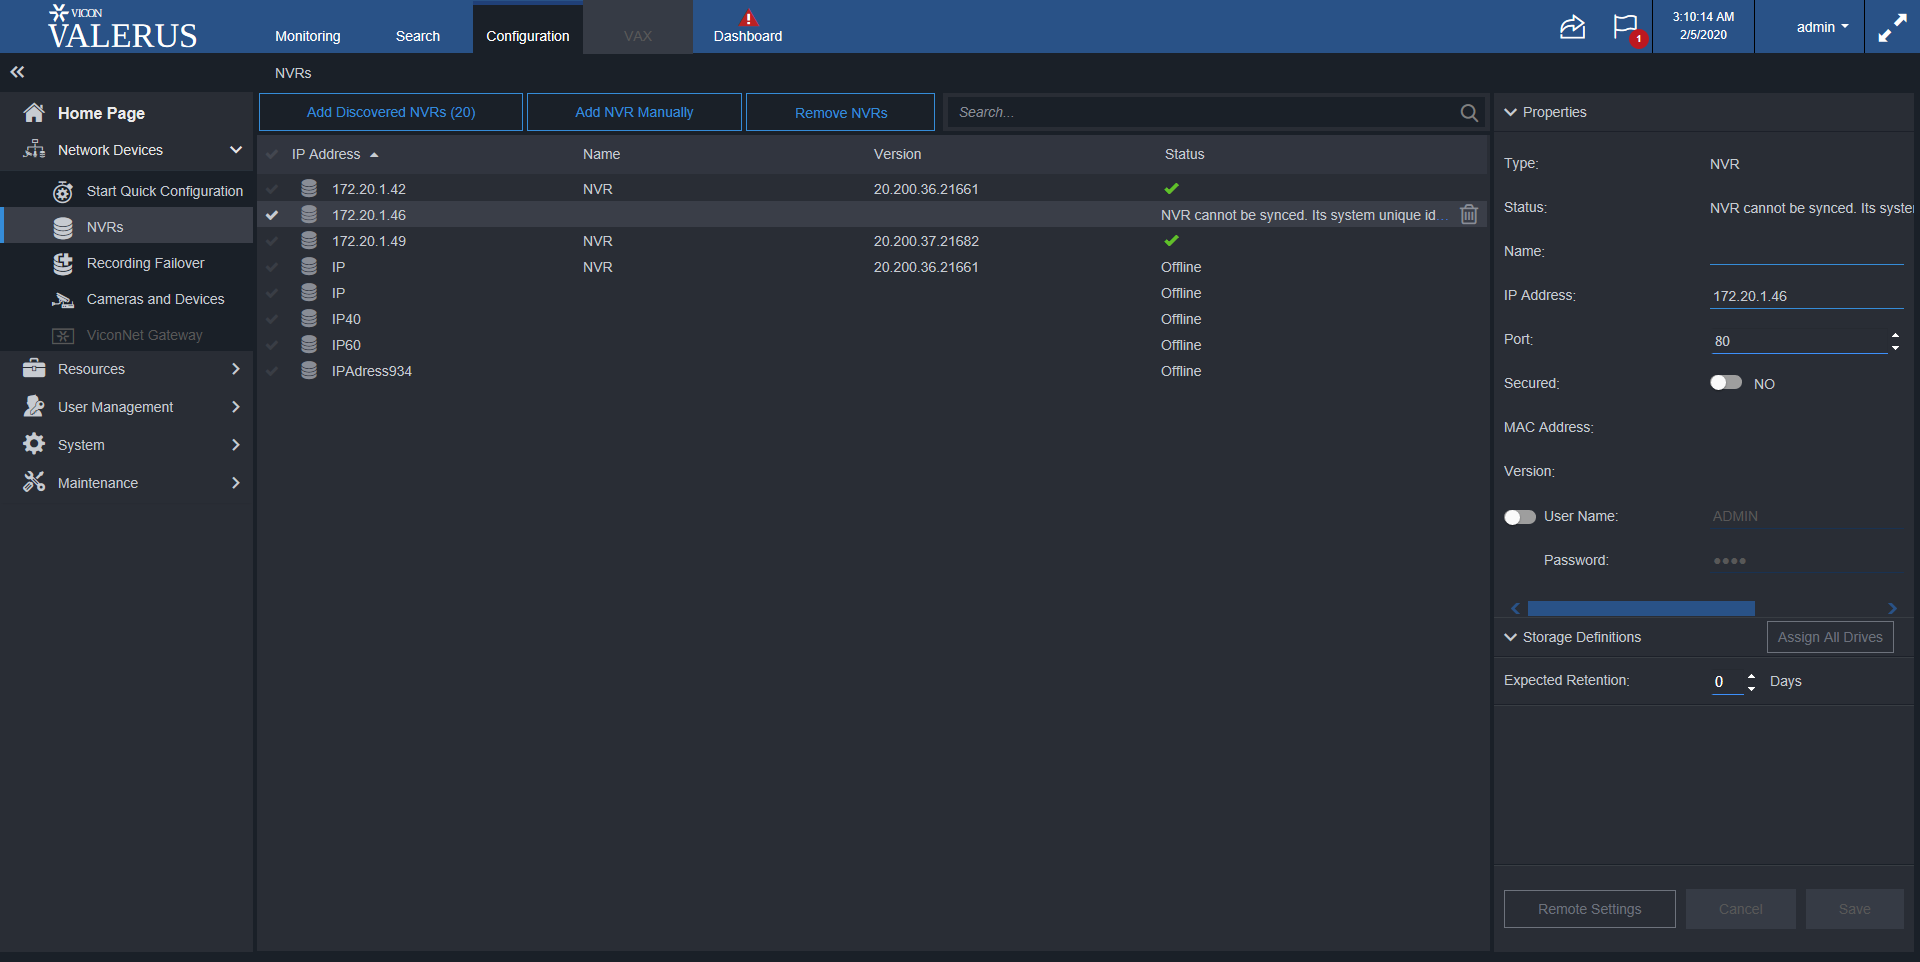 VICON
VALERUS
Monitoring
Search
Configuration
VAX
Dashboard
1
3:10:14 AM
2/5/2020
admin
NVRs
Home Page
Network Devices
Start Quick Configuration
NVRs
Recording Failover
Cameras and Devices
ViconNet Gateway
Resources
User Management
System
Maintenance
Add Discovered NVRs (20)
Add NVR Manually
Remove NVRs
Search...
IP Address Name Version Status
172.20.1.42 NVR 20.200.36.21661
172.20.1.46 NVR cannot be synced. Its system unique id...
172.20.1.49 NVR 20.200.37.21682
IP NVR 20.200.36.21661 Offline
IP Offline
IP40 Offline
IP60 Offline
IPAdress934 Offline
Properties
Type: NVR
Status: NVR cannot be synced. Its syste
Name:
IP Address: 172.20.1.46
Port: 80
Secured: NO
MAC Address:
Version:
User Name: ADMIN
Password: ●●●●
Storage Definitions
Assign All Drives
Expected Retention: 0 Days
Remote Settings
Cancel
Save